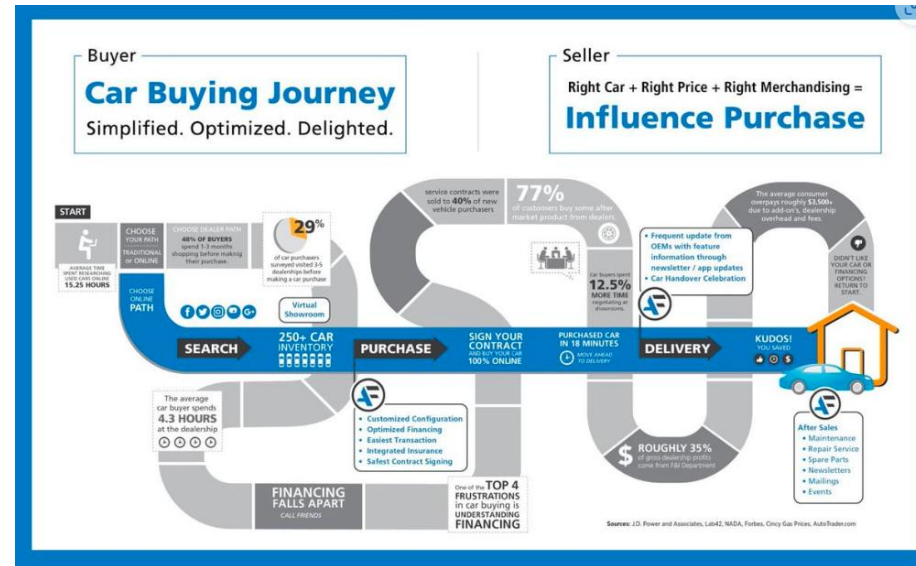 Buyer
Car Buying Journey
Simplified. Optimized. Delighted.
Seller
Right Car + Right Price + Right Merchandising =
Influence Purchase
START
AVERAGE TIME
SPENT RESEARCHING
USED CARS ONLINE
15.25 HOURS
CHOOSE
YOUR PATH
TRADITIONAL
or ONLINE
CHOOSE DEALER PATH
48% OF BUYERS
spend 1-3 months
shopping before making
their purchase.
29%
of car purchasers
surveyed visited 3-5
dealerships before
making a car purchase
service contracts were
sold to 40% of new
vehicle purchasers
77%
of customers buy some after
market product from dealers.
Car buyers spent
12.5%
MORE TIME
negotiating at
showrooms.
• Frequent update from
OEMs with feature
information through
newsletter / app updates
• Car Handover Celebration
The average consumer
overpays roughly $3,500+
due to add-on's, dealership
overhead and fees.
DIDN'T LIKE
YOUR CAR OR
FINANCING
OPTIONS?
RETURN TO
START.
CHOOSE
ONLINE
PATH
Virtual
Showroom
SEARCH
250+ CAR
INVENTORY
PURCHASE
SIGN YOUR
CONTRACT
AND BUY YOUR CAR
100% ONLINE
PURCHASED CAR
IN 18 MINUTES
MOVE AHEAD
TO DELIVERY
DELIVERY
KUDOS!
YOU SAVED
The average
car buyer spends
4.3 HOURS
at the dealership
• Customized Configuration
• Optimized Financing
• Easiest Transaction
• Integrated Insurance
• Safest Contract Signing
FINANCING
FALLS APART
CALL FRIENDS
One of the TOP 4
FRUSTRATIONS
in car buying is
UNDERSTANDING
FINANCING
$ ROUGHLY 35%
of gross dealership profits
come from F&I Department
After Sales
• Maintenance
• Repair Service
• Spare Parts
• Newsletters
• Mailings
• Events
Sources: J.D. Power and Associates, Lab42, NADA, Forbes, Cincy Gas Prices, AutoTrader.com